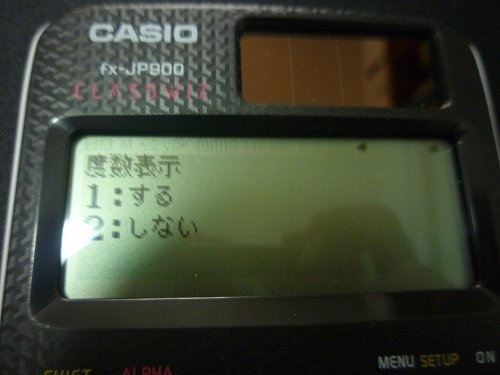 CASIO
fx-JP900
CLASSWIZ
度数表示
1:する
2:しない
MENU SETUP ON
SHIFT ALPHA